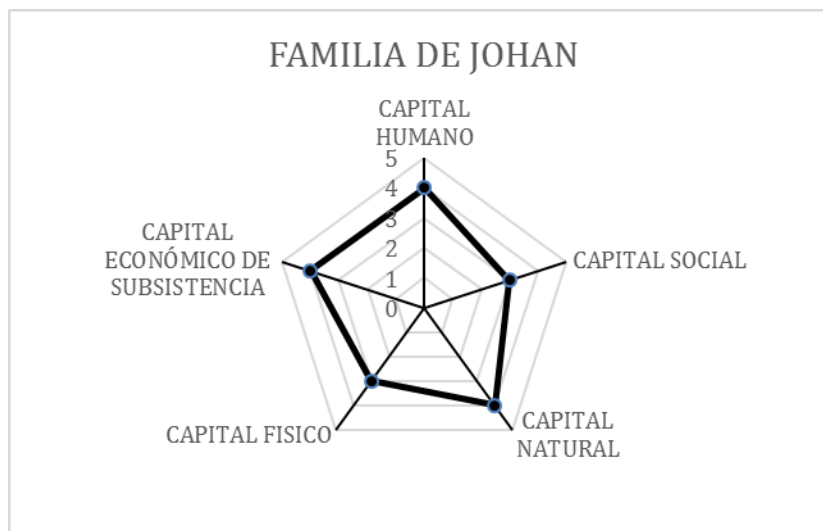 FAMILIA DE JOHAN
CAPITAL
HUMANO
5
4
3
2
1
0
CAPITAL SOCIAL
CAPITAL
NATURAL
CAPITAL FISICO
CAPITAL
ECONÓMICO DE
SUBSISTENCIA